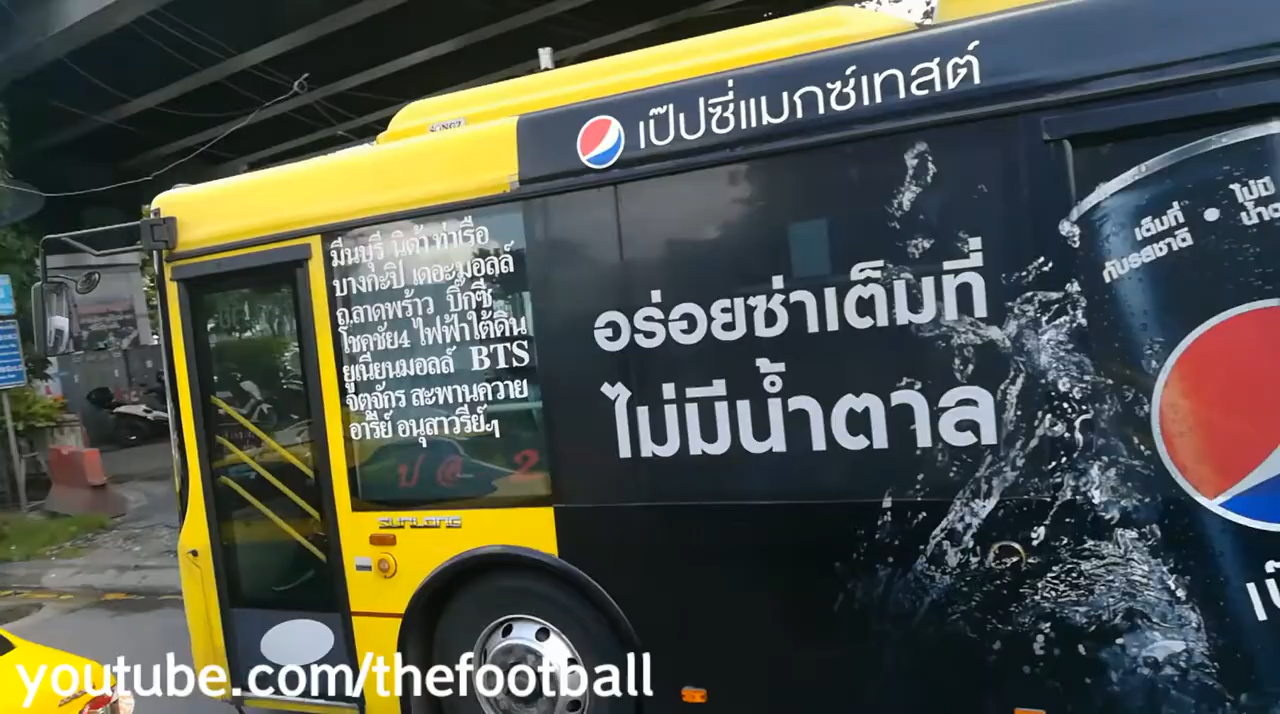 เป๊ปซี่แมกซ์เทสต์
มีนบุรี นิด้า ท่าเรือ
บางกะปิ เดอะมอลล์
ถ.ลาดพร้าว บิ๊กซี
โชคชัย4 ไฟฟ้าใต้ดิน
ยูเนียนมอลล์ BTS
จตุจักร สะพานควาย
อารีย์ อนุสาวรีย์ฯ
SUNLONG
อร่อยซ่าเต็มที่
ไม่มีน้ำตาล
เต็มที่
กับรสชาติ
ไม่มี
youtube.com/thefootball